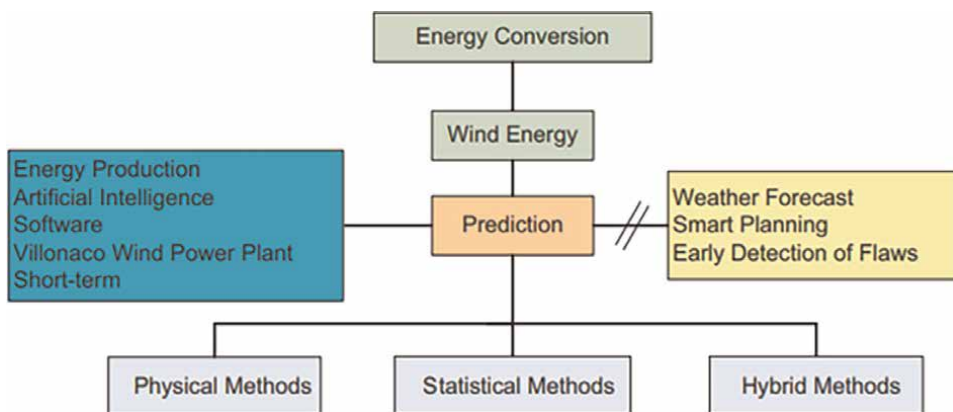 Energy Conversion
Wind Energy
Energy Production
Artificial Intelligence
Software
Villonaco Wind Power Plant
Short-term
Prediction
Weather Forecast
Smart Planning
Early Detection of Flaws
Physical Methods
Statistical Methods
Hybrid Methods